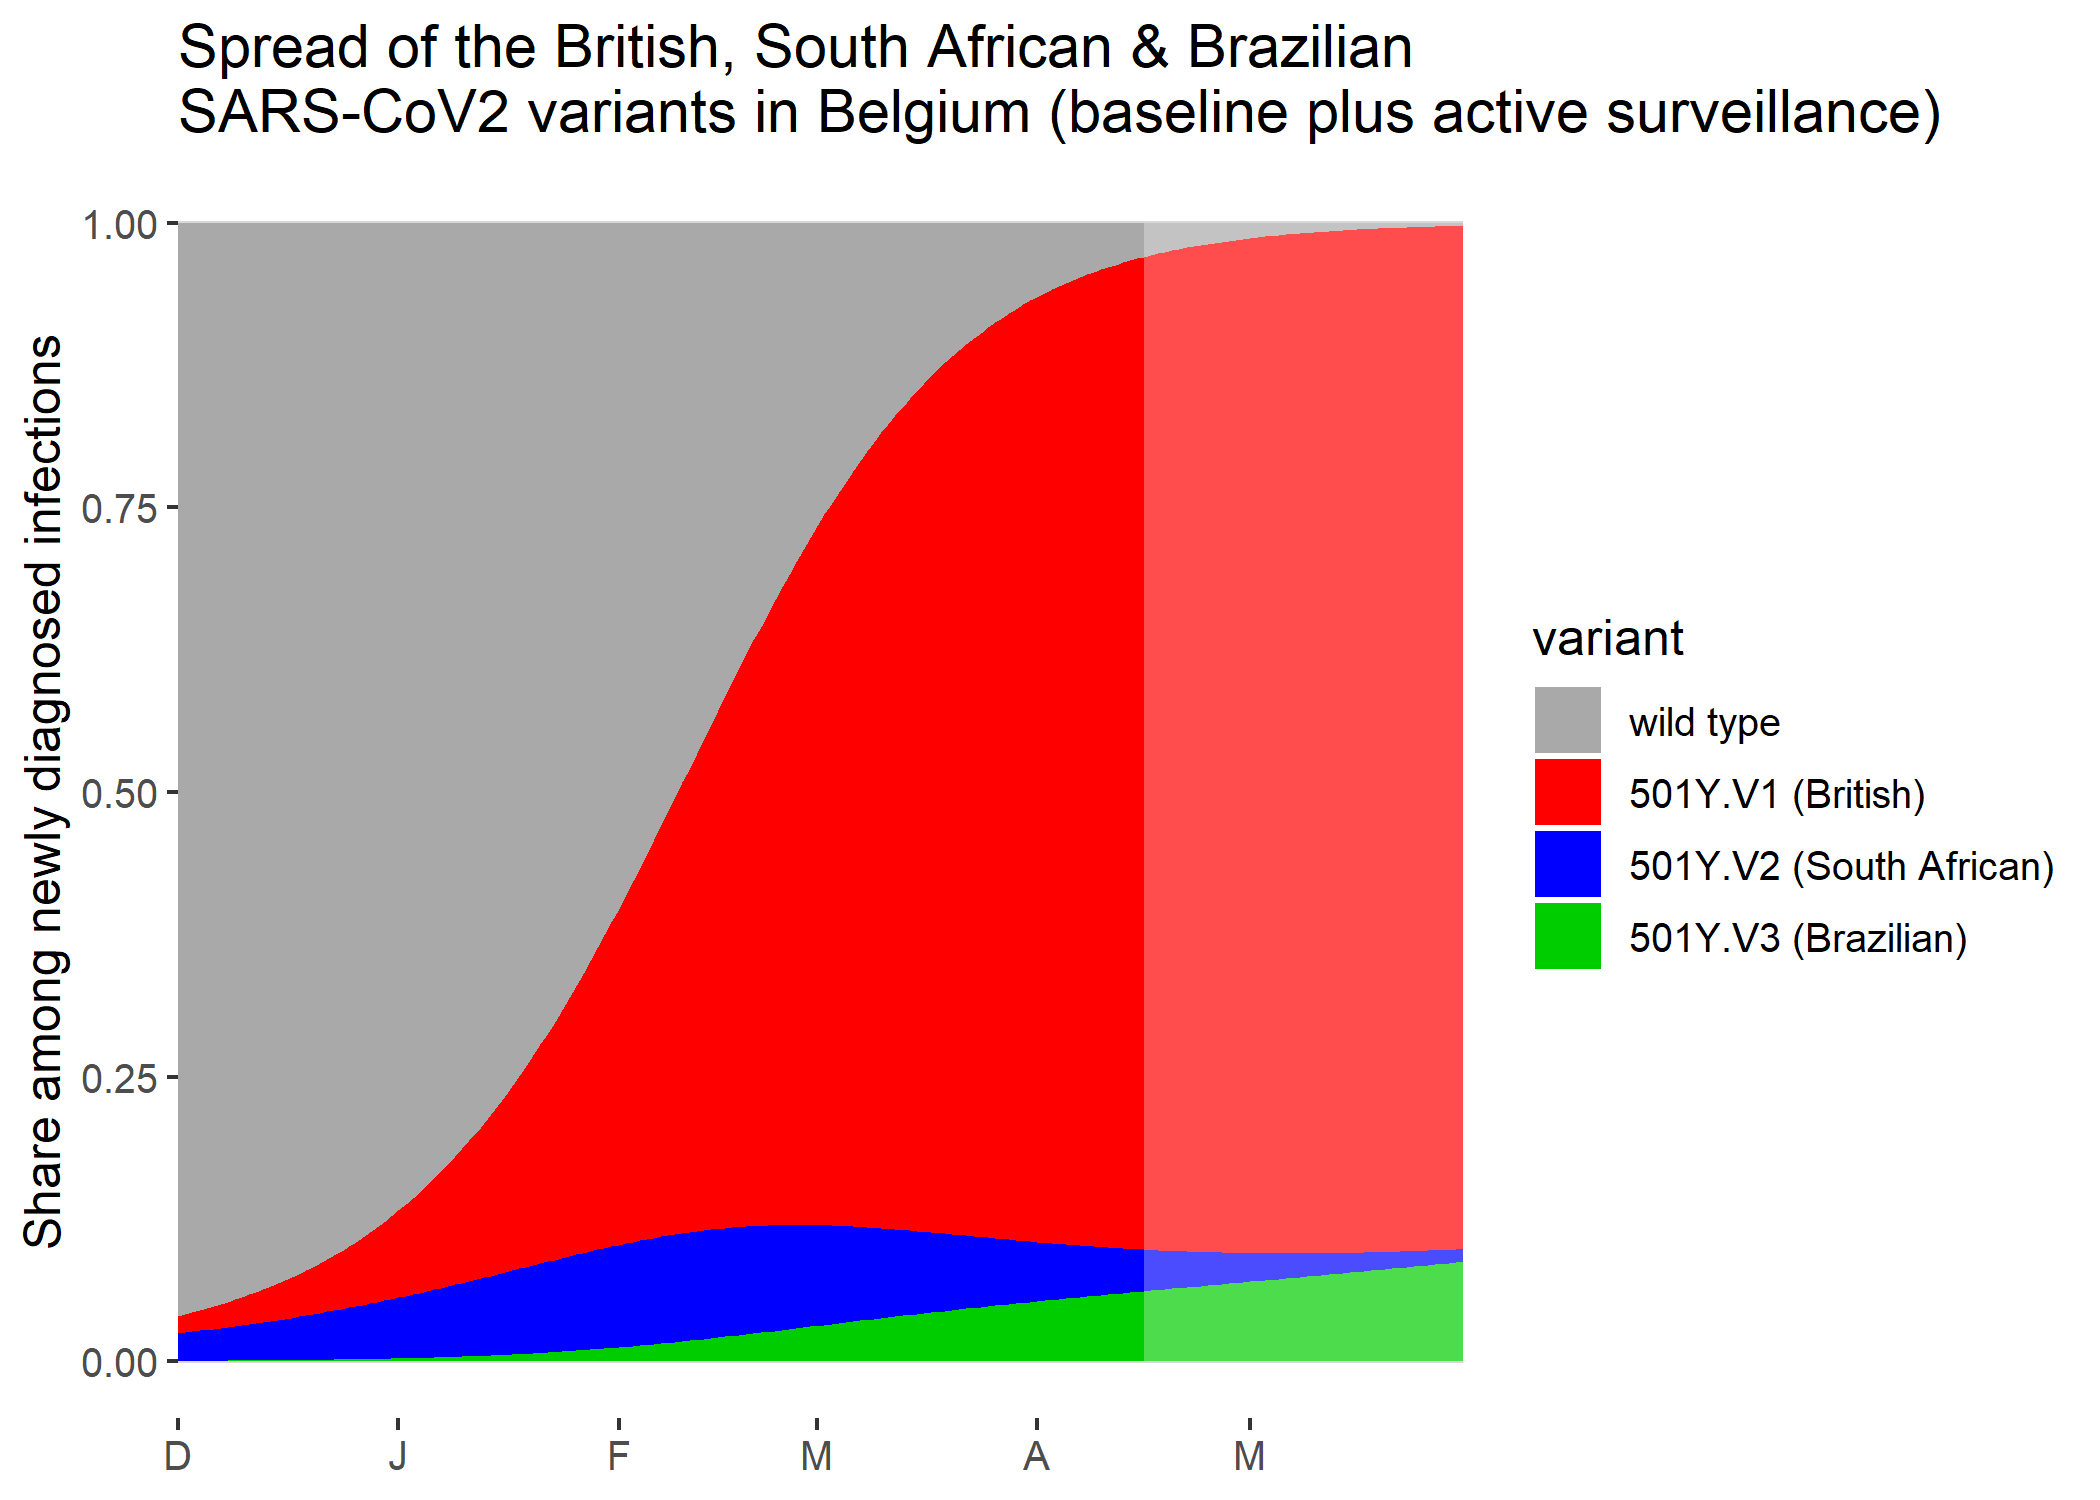 Spread of the British, South African & Brazilian
SARS-CoV2 variants in Belgium (baseline plus active surveillance)
Share among newly diagnosed infections
1.00
0.75
0.50
0.25
0.00
D J F M A M
variant
wild type
501Y.V1 (British)
501Y.V2 (South African)
501Y.V3 (Brazilian)